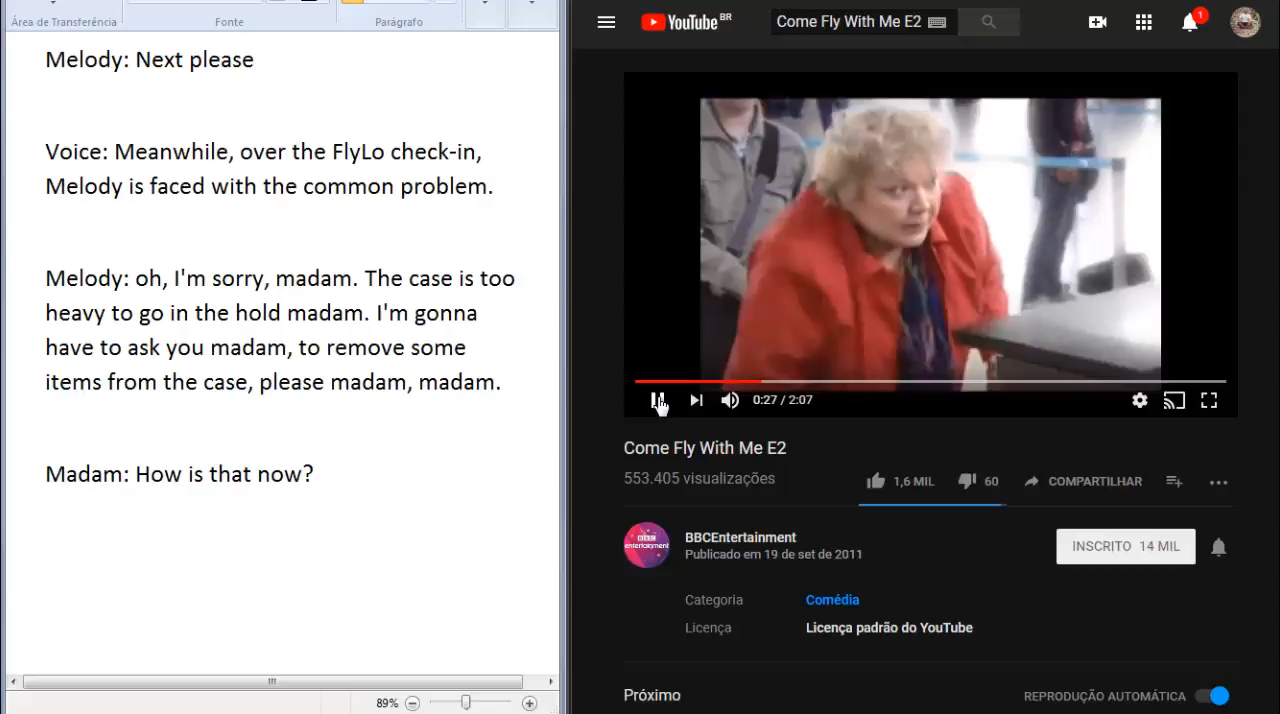 Área de Transferência
Fonte
Parágrafo
Melody: Next please
Voice: Meanwhile, over the FlyLo check-in,
Melody is faced with the common problem.
Melody: oh, I'm sorry, madam. The case is too
heavy to go in the hold madam. I'm gonna
have to ask you madam, to remove some
items from the case, please madam, madam.
Madam: How is that now?
89%
YouTube BR
Come Fly With Me E2
1
0:27 / 2:07
Come Fly With Me E2
553.405 visualizações
1,6 MIL
60
COMPARTILHAR
BBC entertainment
BBCEntertainment
Publicado em 19 de set de 2011
INSCRITO 14 MIL
Categoria
Comédia
Licença
Licença padrão do YouTube
Próximo
REPRODUÇÃO AUTOMÁTICA